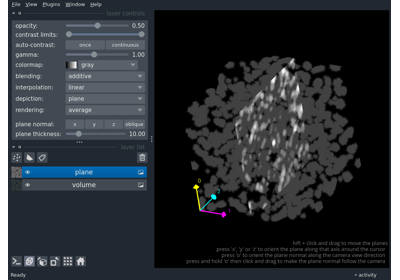 File View Plugins Window Help
layer controls
opacity: 0.50
contrast limits:
auto-contrast: once continuous
gamma: 1.00
colormap: gray
blending: additive
interpolation: linear
depiction: plane
rendering: average
plane normal: x y z oblique
plane thickness: 10.00
layer list
plane
volume
0
shift + click and drag to move the planes
press 'x', 'y' or 'z' to orient the plane along that axis around the cursor
press 'o' to orient the plane normal along the camera view direction
press and hold 'o' then click and drag to make the plane normal follow the camera
Ready
activity